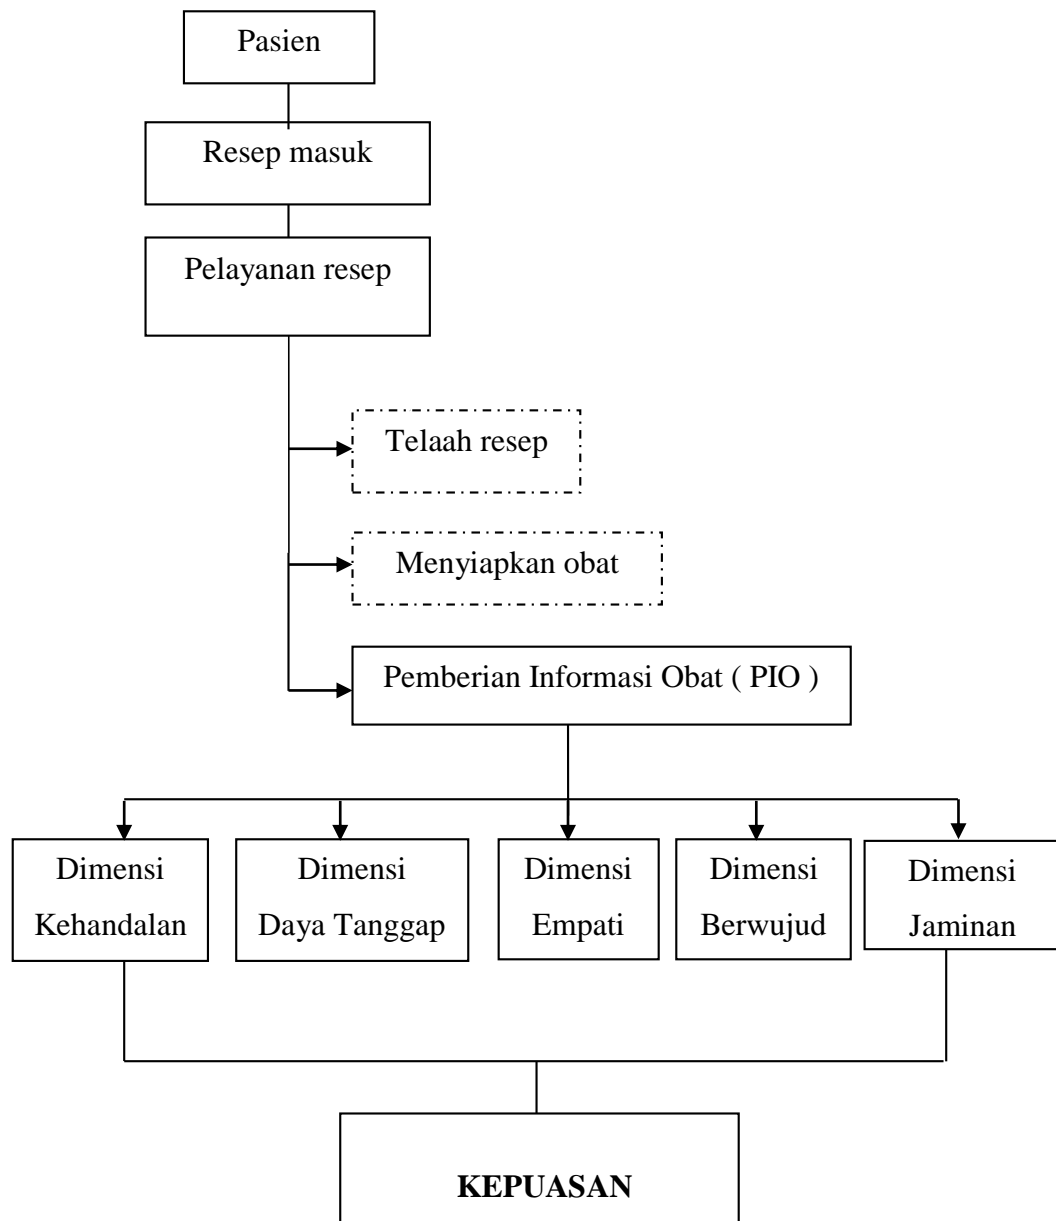 Pasien
Resep masuk
Pelayanan resep
Telaah resep
Menyiapkan obat
Pemberian Informasi Obat ( PIO )
Dimensi
Kehandalan
Dimensi
Daya Tanggap
Dimensi
Empati
Dimensi
Berwujud
Dimensi
Jaminan
KEPUASAN